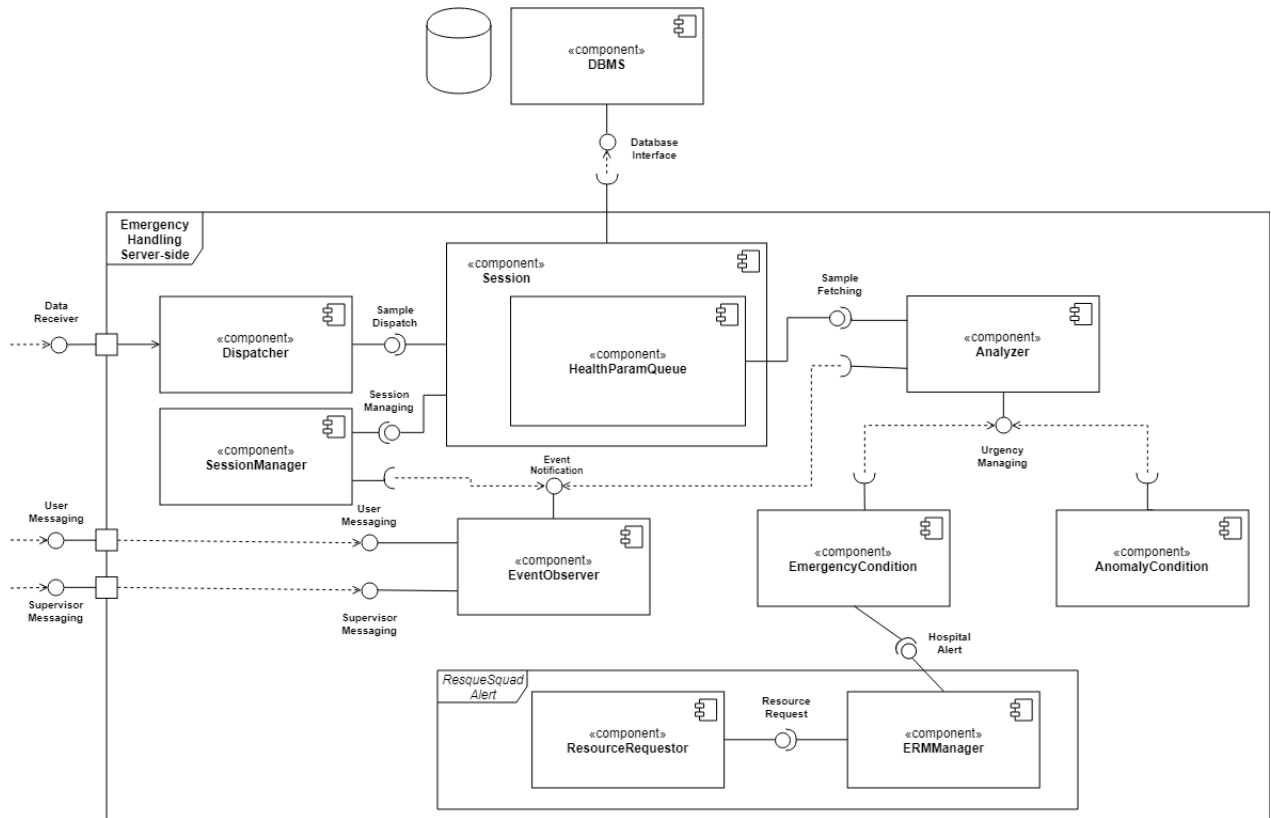 «component»
DBMS
Database
Interface
Emergency
Handling
Server-side
«component»
Session
Sample
Fetching
Data
Receiver
Sample
Dispatch
«component»
Dispatcher
«component»
HealthParamQueue
«component»
Analyzer
Session
Managing
«component»
SessionManager
Event
Notification
Urgency
Managing
User
Messaging
User
Messaging
«component»
EventObserver
«component»
EmergencyCondition
«component»
AnomalyCondition
Supervisor
Messaging
Supervisor
Messaging
Hospital
Alert
ResqueSquad
Alert
«component»
ResourceRequestor
Resource
Request
«component»
ERMManager